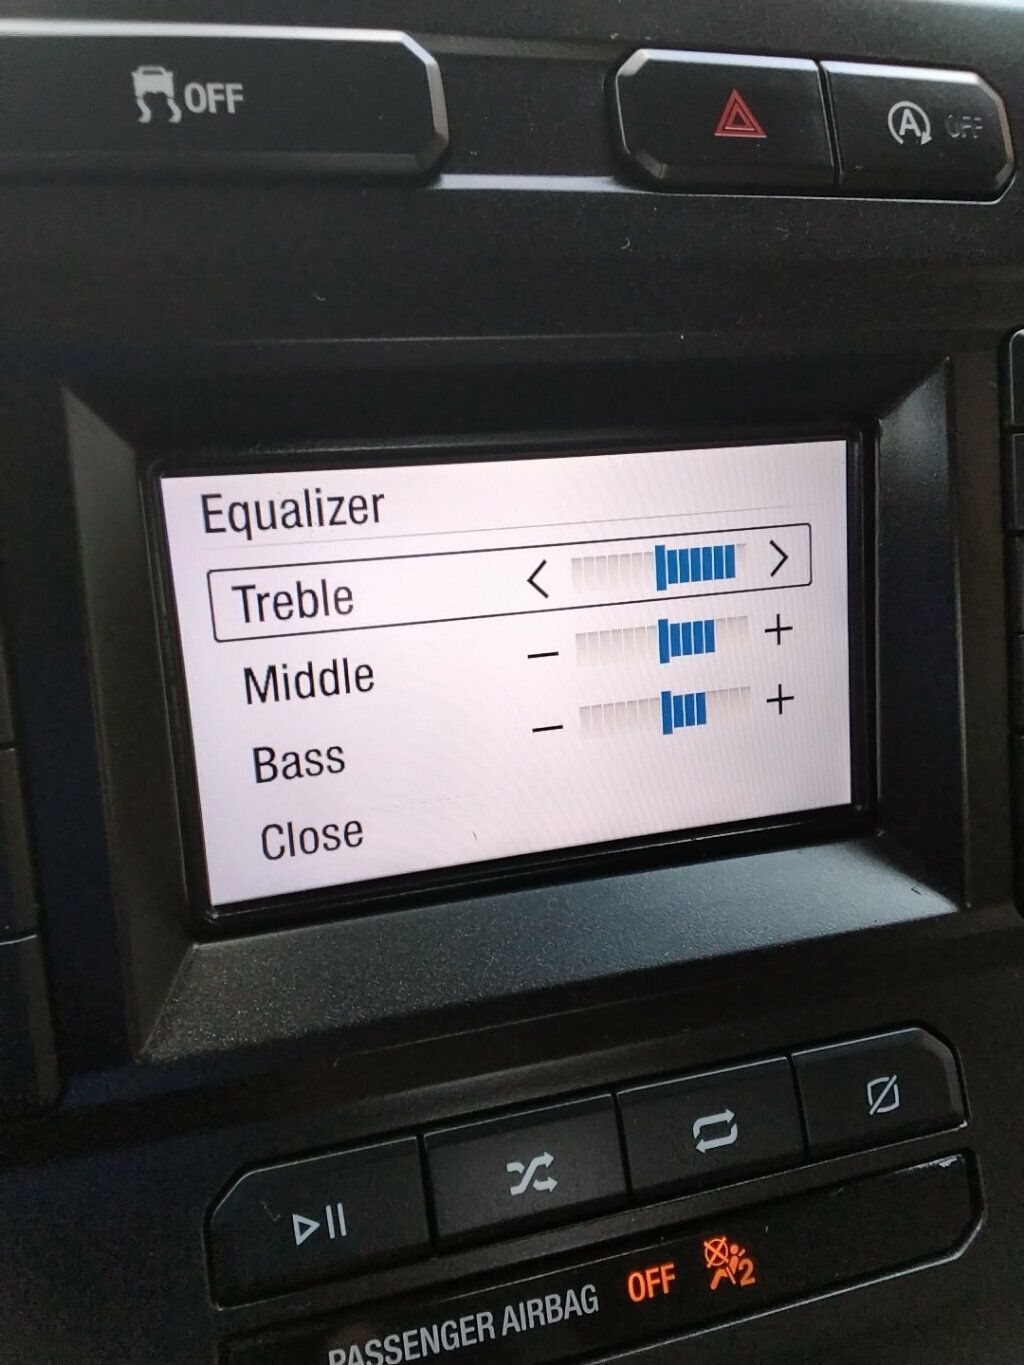 OFF
A OFF
Equalizer
Treble
Middle
Bass
Close
PASSENGER AIRBAG OFF 2